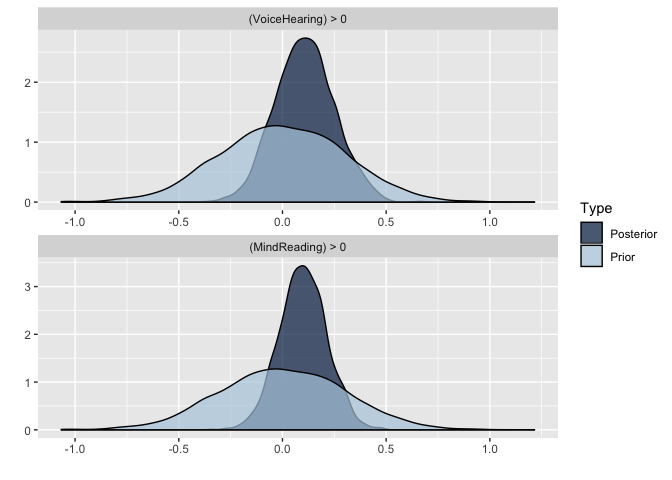 (VoiceHearing) > 0
2
1
0
-1.0 -0.5 0.0 0.5 1.0
(MindReading) > 0
3
2
1
0
-1.0 -0.5 0.0 0.5 1.0
Type
Posterior
Prior